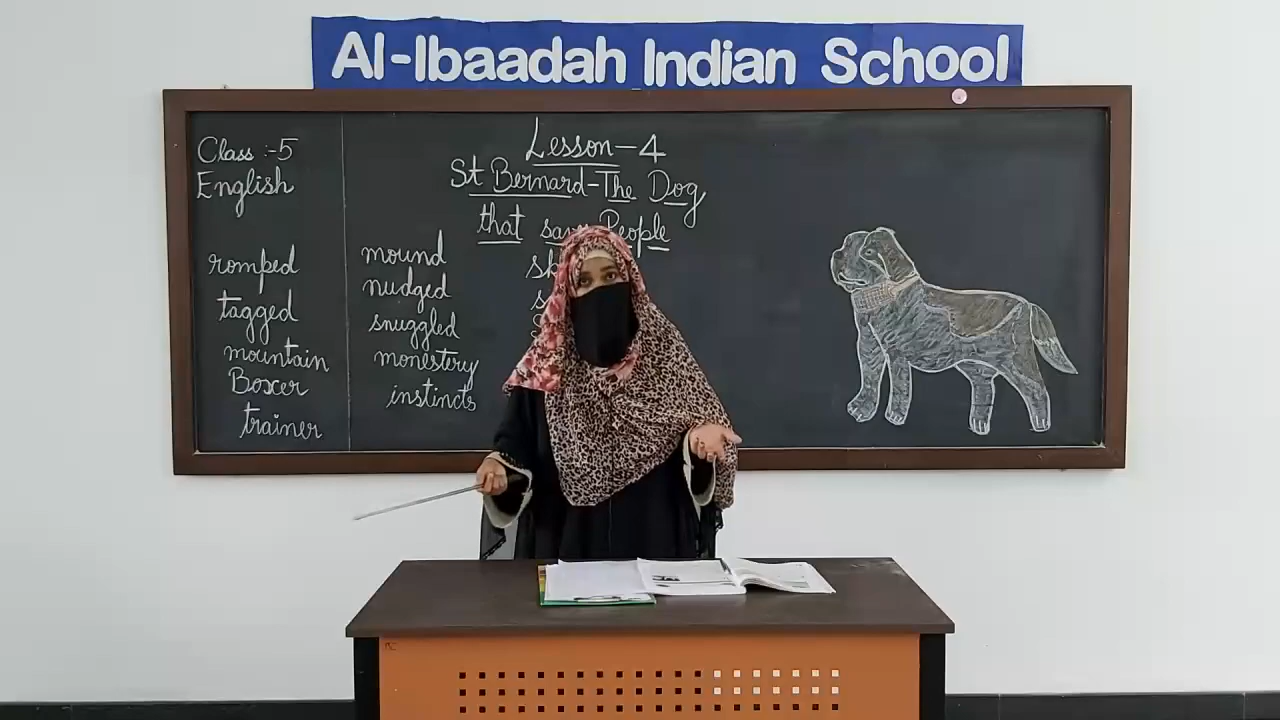 Al-Ibaadah Indian School
Class :- 5
English
Lesson - 4
St Bernard - The Dog
that People
romped
tagged
mountain
Boxer
trainer
mound
nudged
snuggled
monestery
instincts